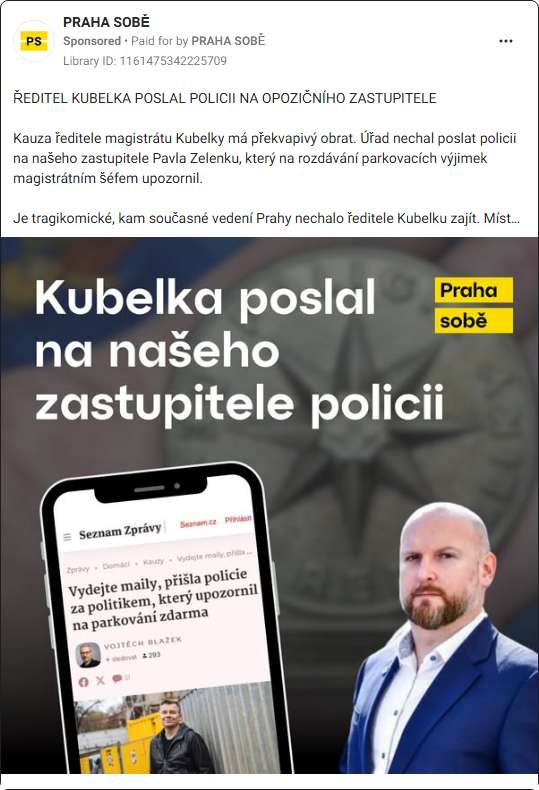 PRAHA SOBĚ
PS
Sponsored • Paid for by PRAHA SOBĚ
Library ID: 1161475342225709
ŘEDITEL KUBELKA POSLAL POLICII NA OPOZIČNÍHO ZASTUPITELE
Kauza ředitele magistrátu Kubelky má překvapivý obrat. Úřad nechal poslat policii
na našeho zastupitele Pavla Zelenku, který na rozdávání parkovacích výjimek
magistrátním šéfem upozornil.
Je tragikomické, kam současné vedení Prahy nechalo ředitele Kubelku zajít. Míst…
Kubelka poslal
na našeho
zastupitele policii
Praha
sobě
Seznam Zprávy
Seznam.cz Přihlásit
Zprávy • Domácí • Kauzy • Vydejte maily, přišla ...
Vydejte maily, přišla policie
za politikem, který upozornil
na parkování zdarma
VOJTĚCH BLAŽEK
+ sledovat 293